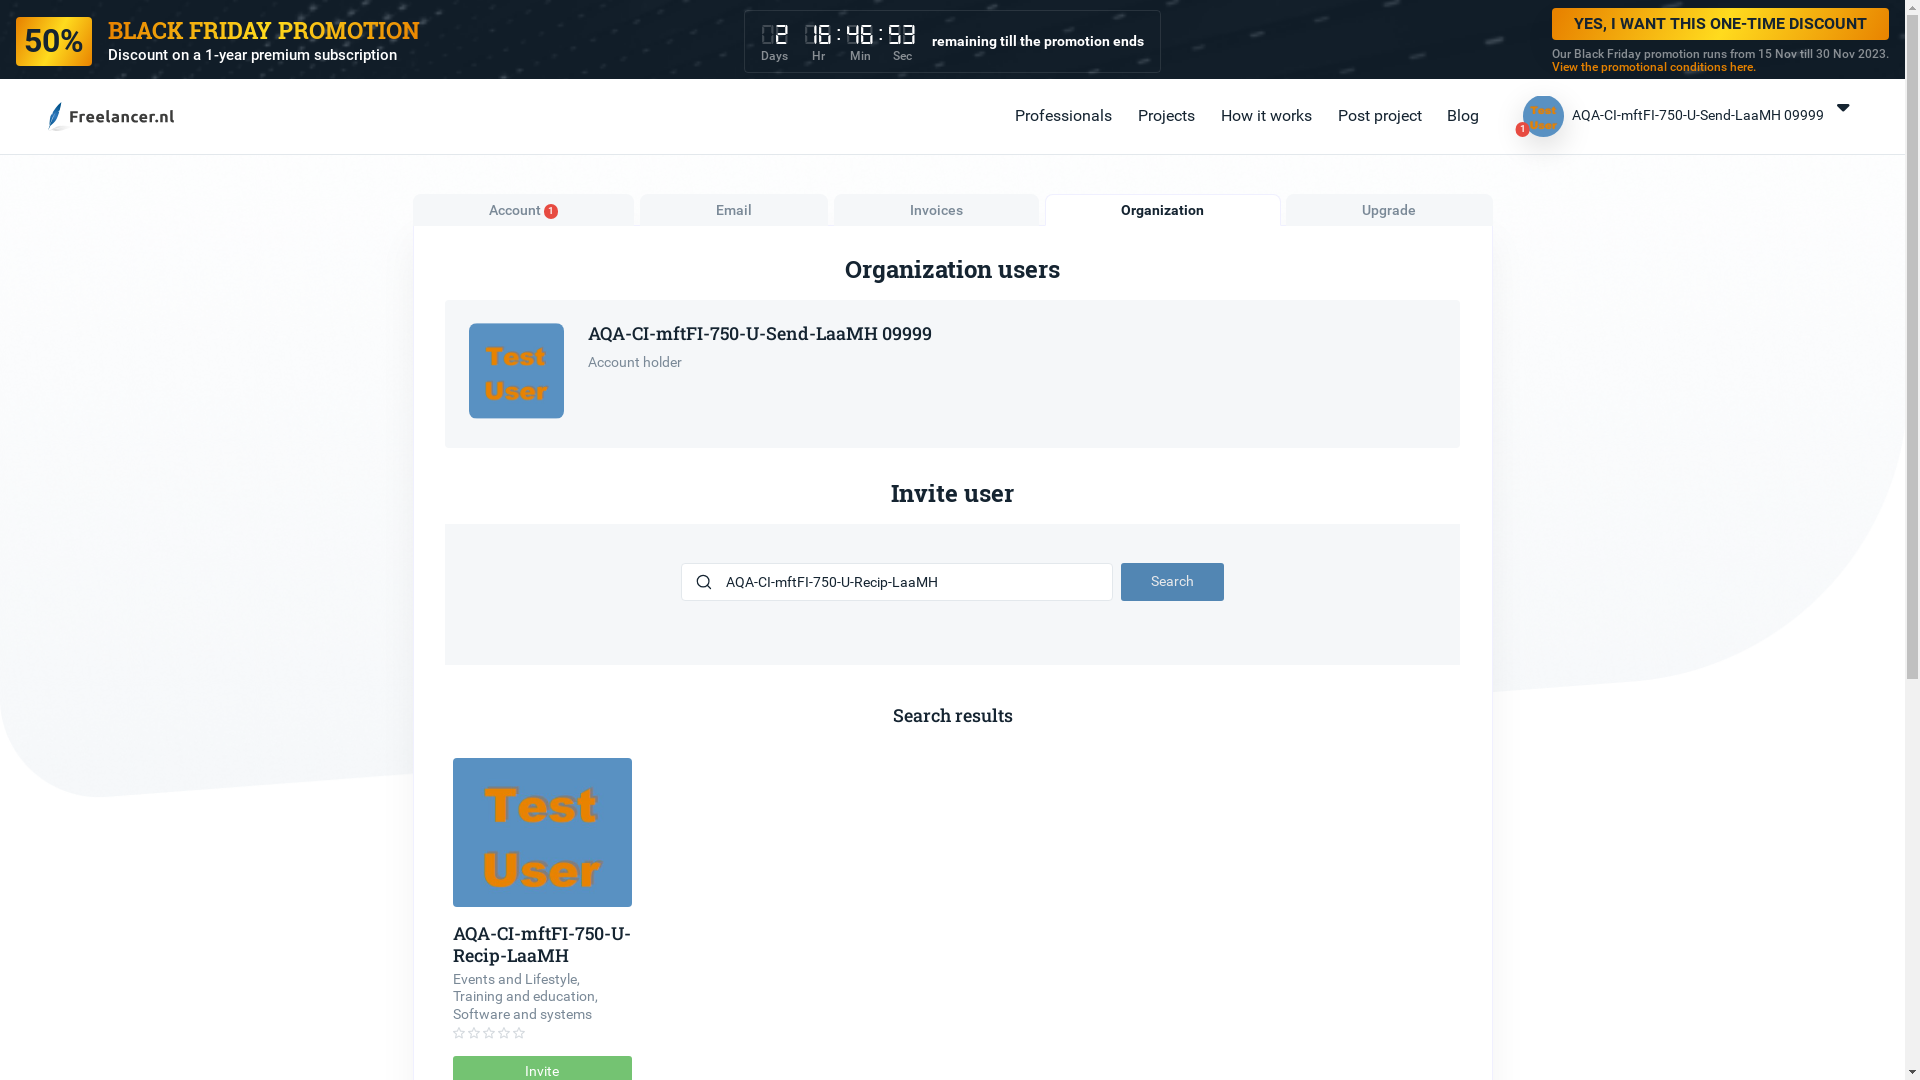 50%
BLACK FRIDAY PROMOTION
Discount on a 1-year premium subscription
2 16:46:53
Days Hr Min Sec
remaining till the promotion ends
YES, I WANT THIS ONE-TIME DISCOUNT
Our Black Friday promotion runs from 15 Nov till 30 Nov 2023.
View the promotional conditions here.
Freelancer.nl
Professionals
Projects
How it works
Post project
Blog
Test
User
1
AQA-CI-mftFI-750-U-Send-LaaMH 09999
Account 1
Email
Invoices
Organization
Upgrade
Organization users
Test
User
AQA-CI-mftFI-750-U-Send-LaaMH 09999
Account holder
Invite user
AQA-CI-mftFI-750-U-Recip-LaaMH
Search
Search results
Test
User
AQA-CI-mftFI-750-U-
Recip-LaaMH
Events and Lifestyle,
Training and education,
Software and systems
Invite